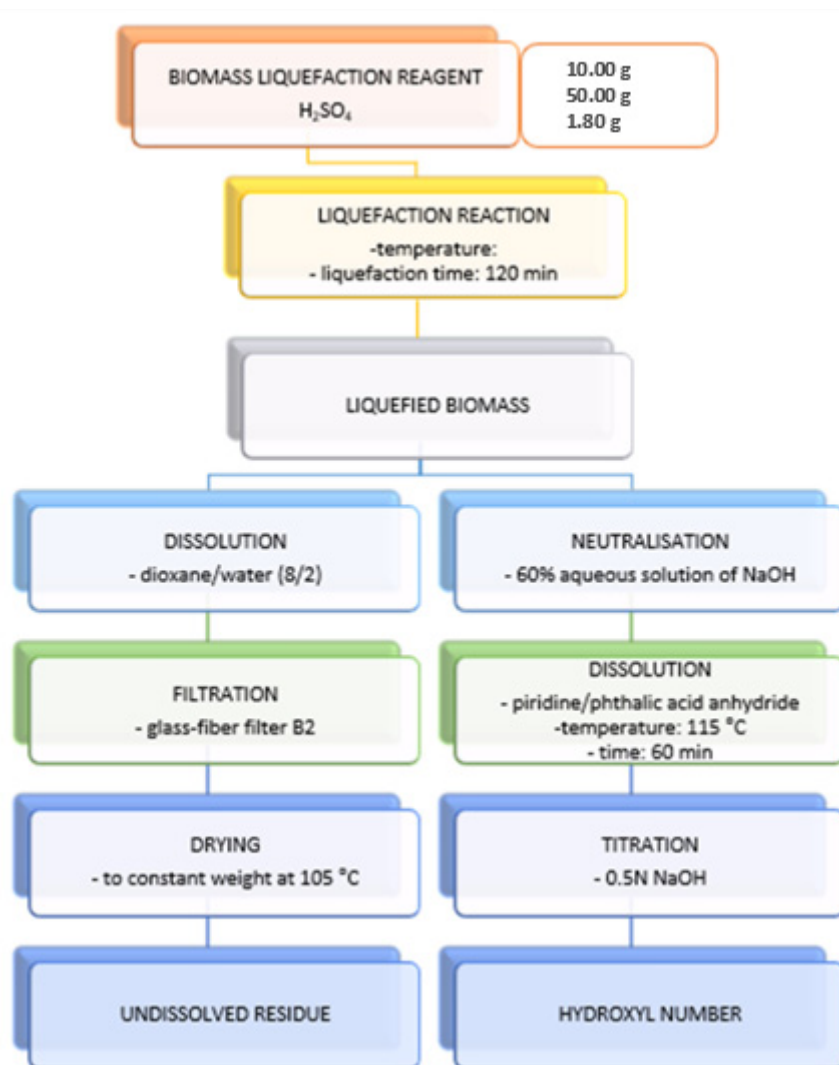 BIOMASS LIQUEFACTION REAGENT
H₂SO₄
10.00 g
50.00 g
1.80 g
LIQUEFACTION REACTION
-temperature:
- liquefaction time: 120 min
LIQUEFIED BIOMASS
DISSOLUTION
- dioxane/water (8/2)
NEUTRALISATION
- 60% aqueous solution of NaOH
FILTRATION
- glass-fiber filter B2
DISSOLUTION
- piridine/phthalic acid anhydride
-temperature: 115 °C
- time: 60 min
DRYING
- to constant weight at 105 °C
TITRATION
- 0.5N NaOH
UNDISSOLVED RESIDUE
HYDROXYL NUMBER